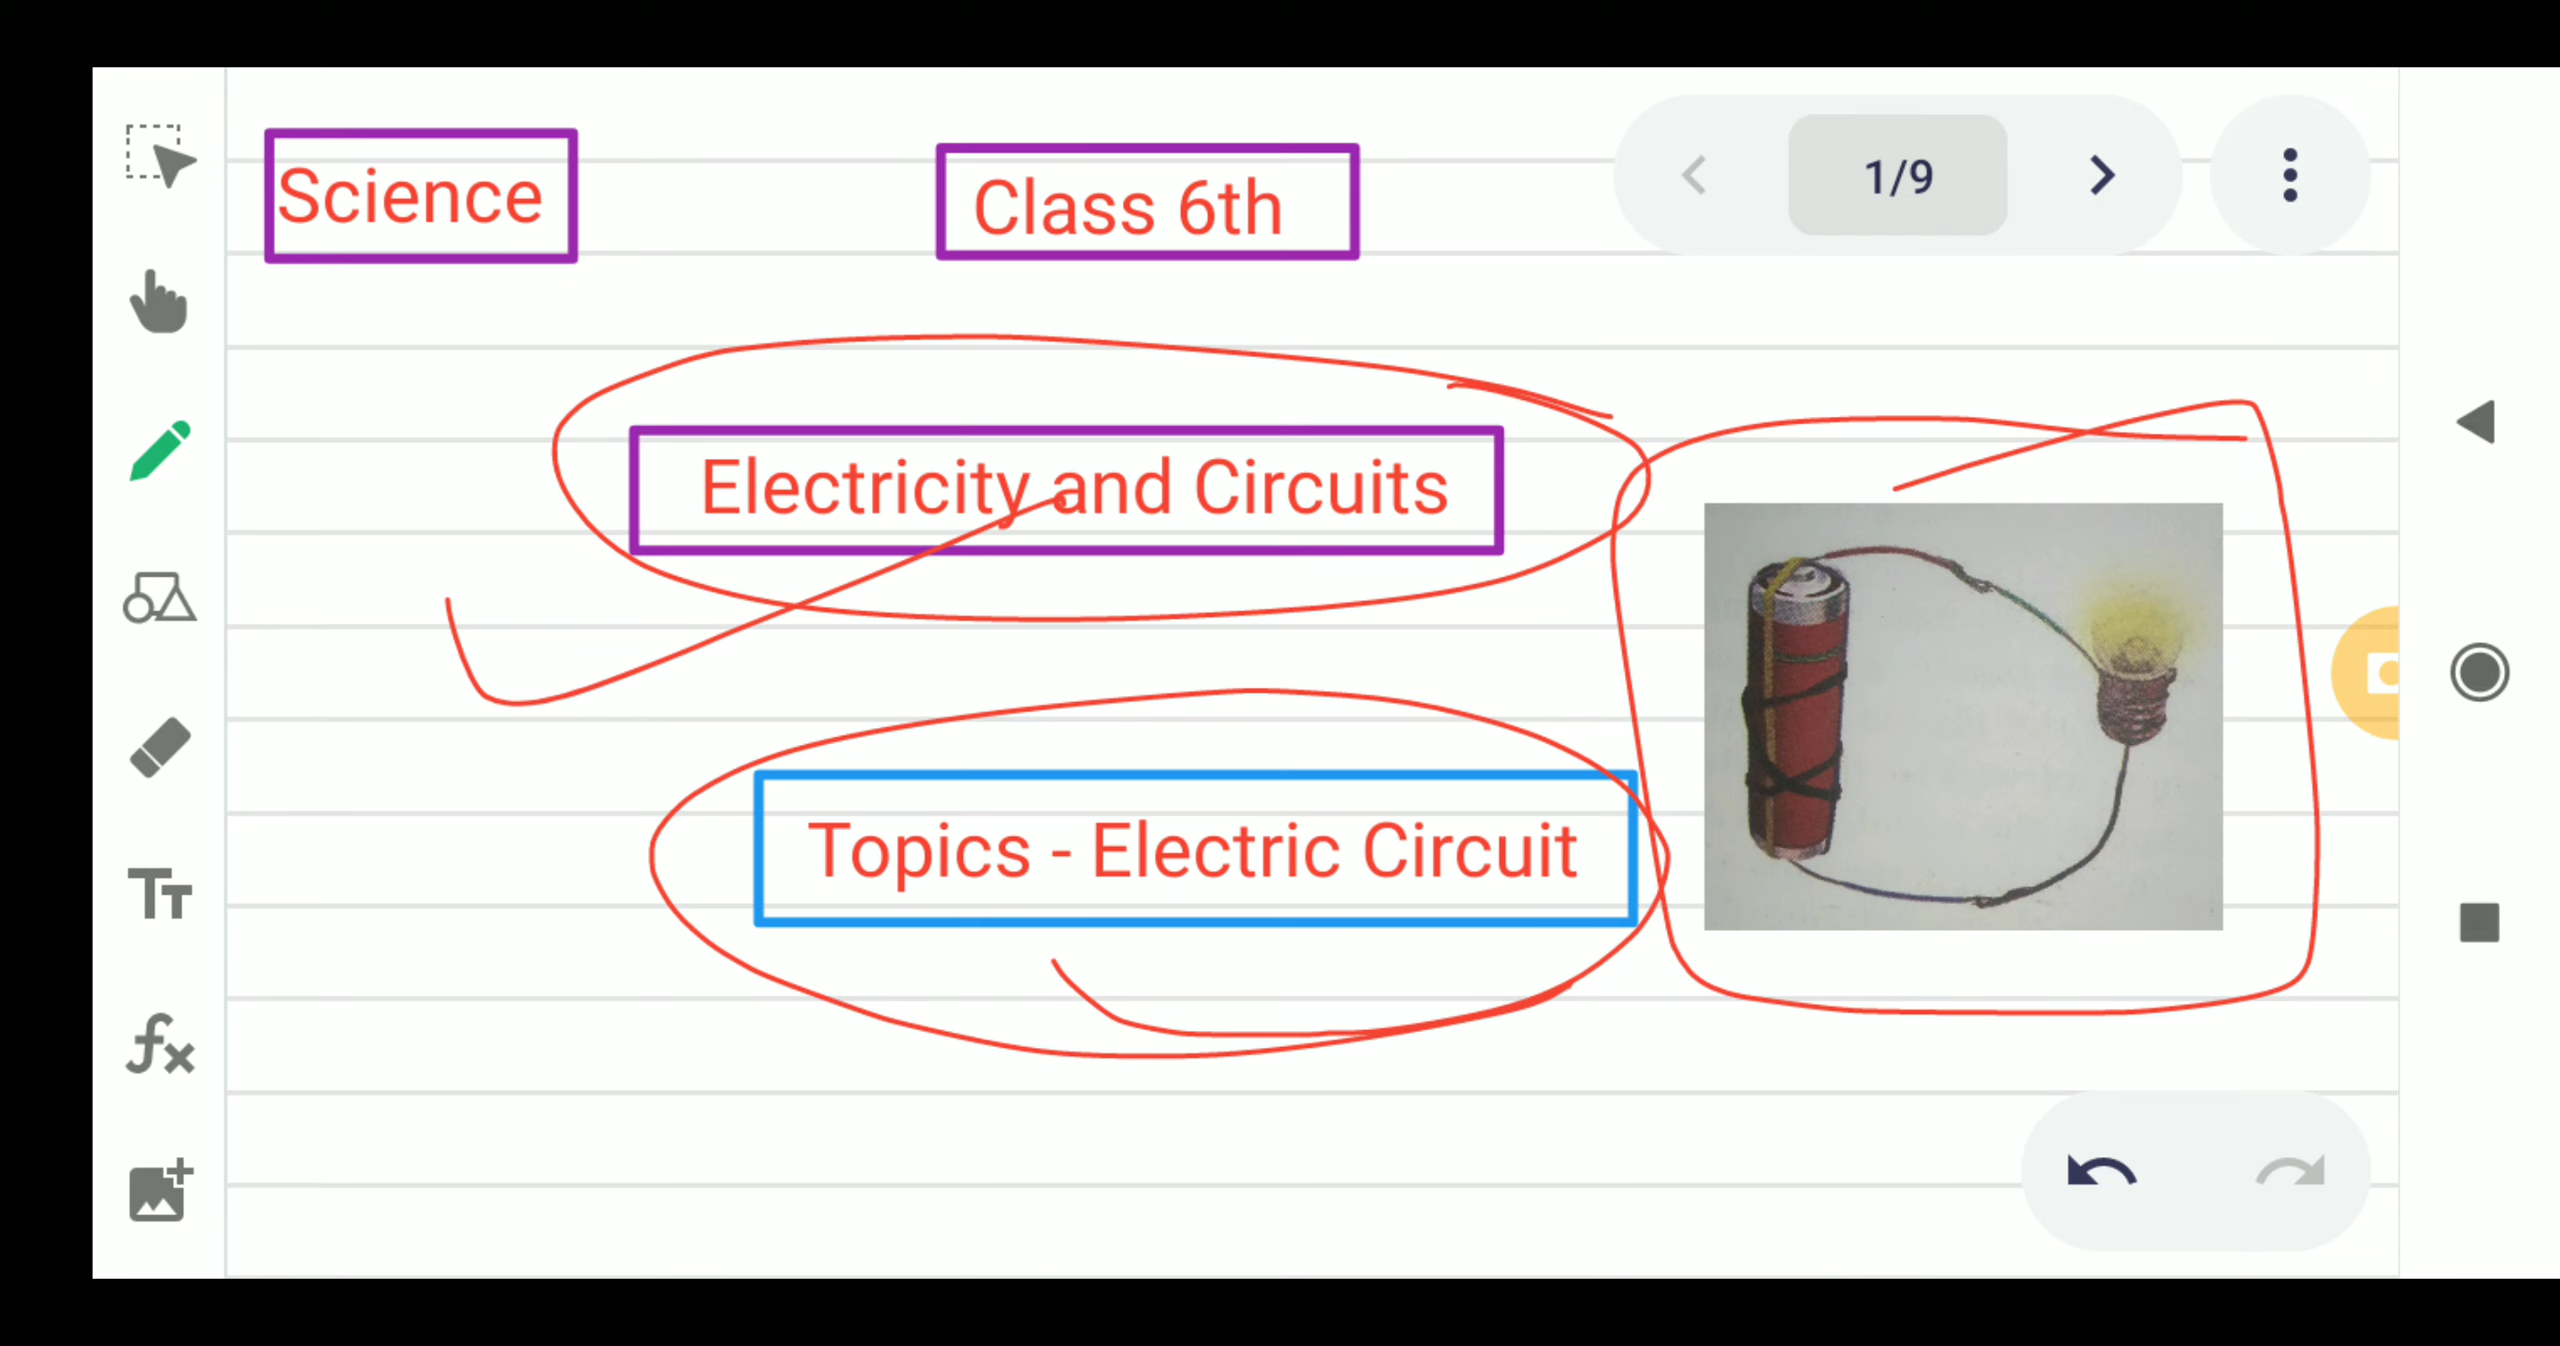 Science
Class 6th
1/9
Electricity and Circuits
Topics - Electric Circuit